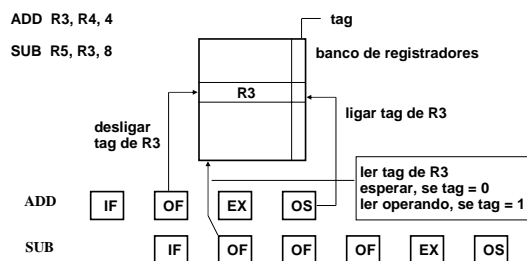 ADD R3, R4, 4
tag
SUB R5, R3, 8
banco de registradores
R3
desligar
tag de R3
ligar tag de R3
ler tag de R3
esperar, se tag = 0
ler operando, se tag = 1
ADD IF OF EX OS
SUB IF OF OF OF EX OS